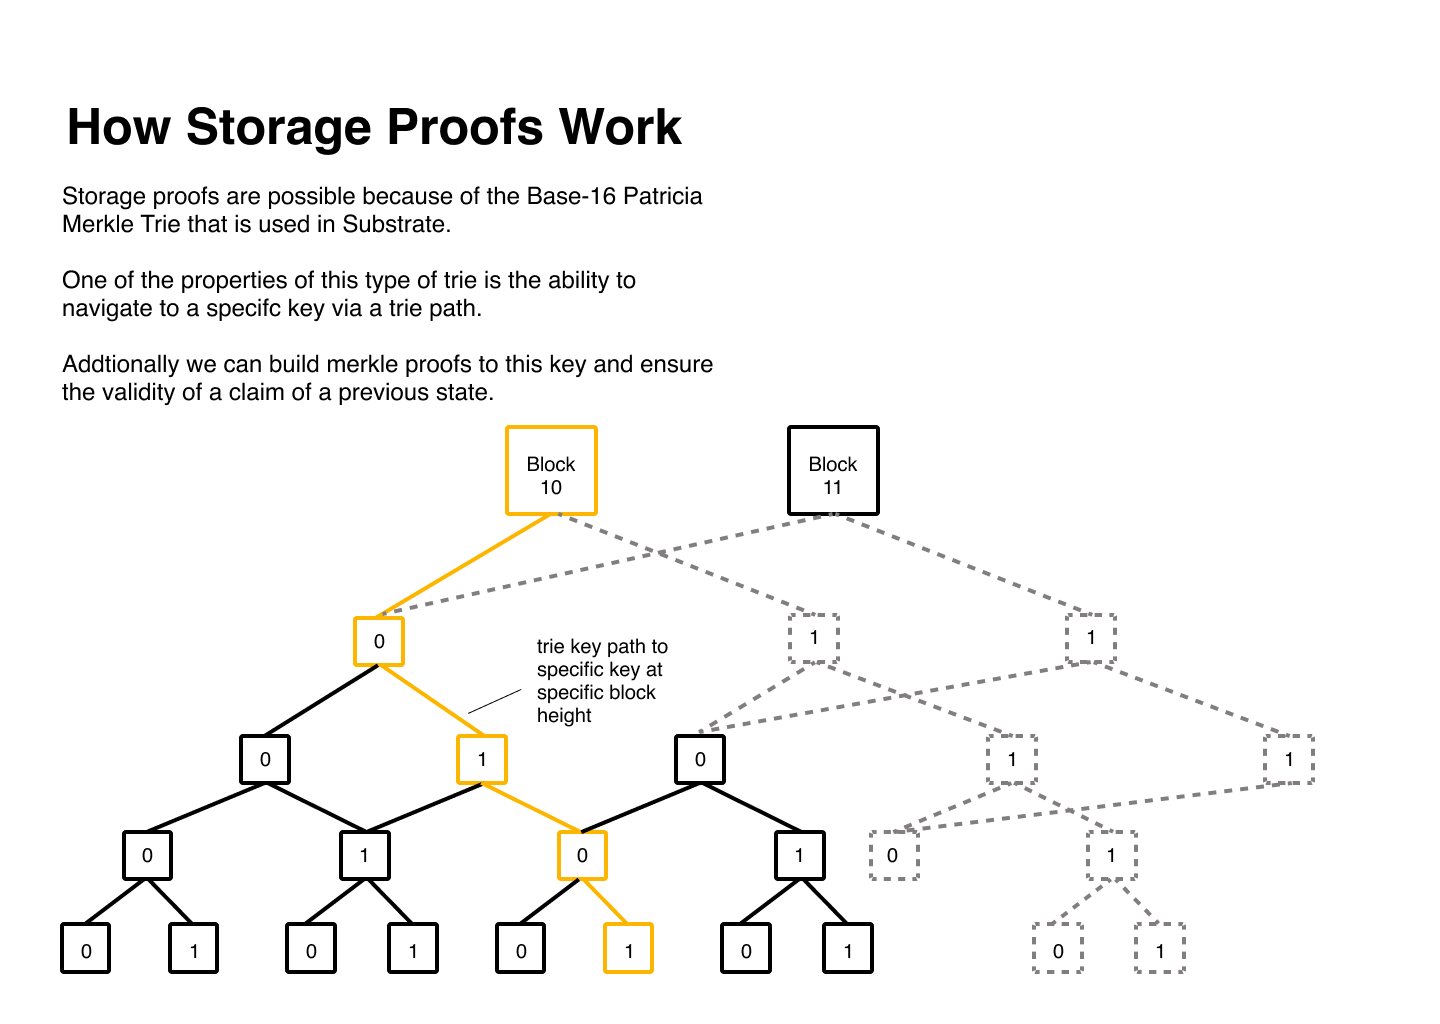 How Storage Proofs Work
Storage proofs are possible because of the Base-16 Patricia
Merkle Trie that is used in Substrate.
One of the properties of this type of trie is the ability to
navigate to a specifc key via a trie path.
Addtionally we can build merkle proofs to this key and ensure
the validity of a claim of a previous state.
Block
10
Block
11
0
1
1
trie key path to
specific key at
specific block
height
0
1
0
1
1
0
1
0
1
0
1
0
1
0
1
0
1
0
1
0
1